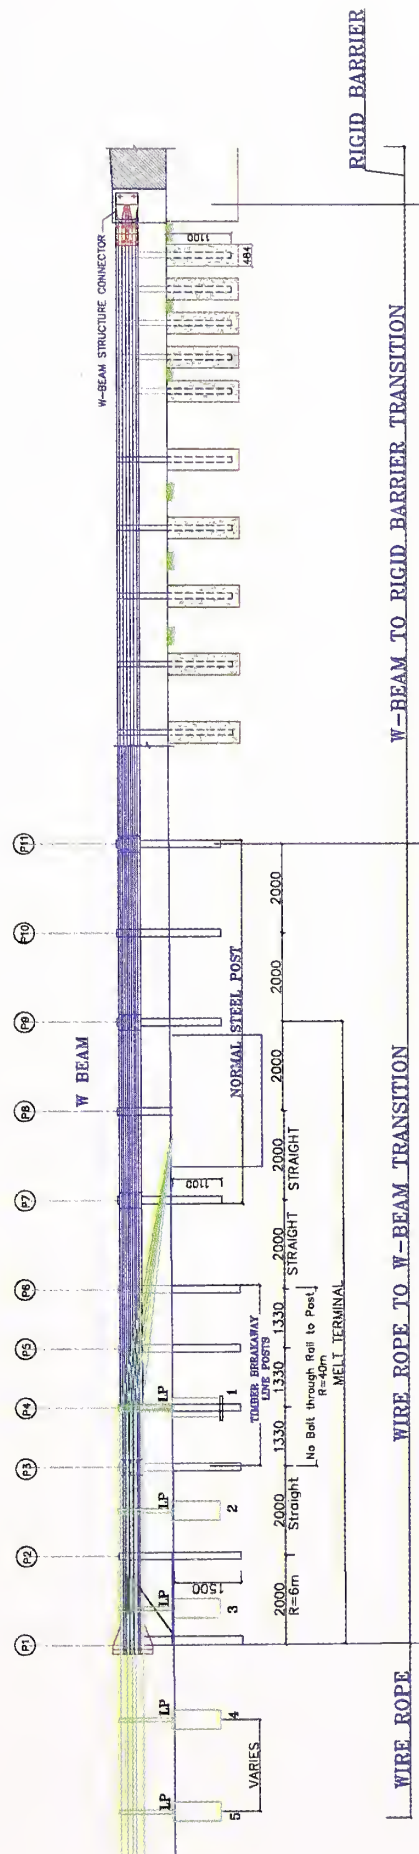 P1
P2
P3
P4
P5
P6
P7
P8
P9
P10
P11
W BEAM
W-BEAM STRUCTURE CONNECTOR
LP
LP
LP
LP
LP
5
4
3
2
1
VARIES
1500
1100
1100
484
TIMBER BREAKAWAY
LINE POSTS
NORMAL STEEL POST
2000
2000
1330
1330
1330
2000
2000
2000
2000
2000
R=6m
Straight
No Bolt through Rail to Post
R=40m
STRAIGHT
STRAIGHT
MELT TERMINAL
WIRE ROPE
WIRE ROPE TO W-BEAM TRANSITION
W-BEAM TO RIGID BARRIER TRANSITION
RIGID BARRIER